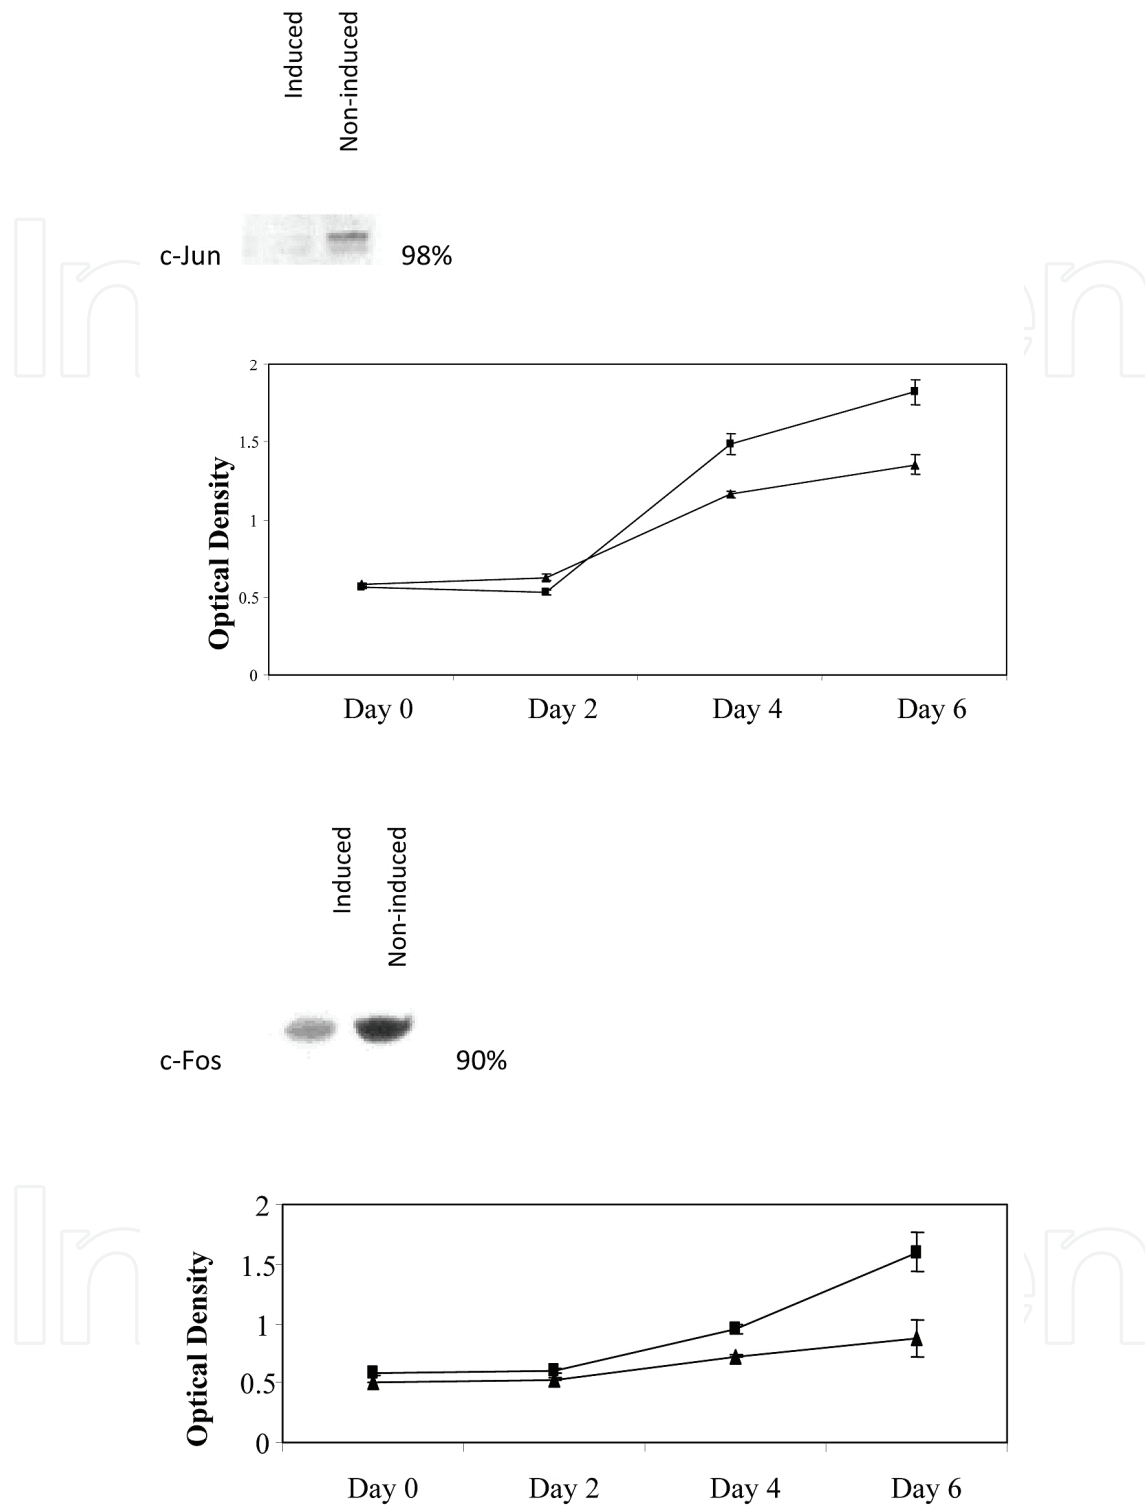 Induced
Non-induced
c-Jun
98%
2
1.5
1
0.5
0
Optical Density
Day 0 Day 2 Day 4 Day 6
Induced
Non-induced
c-Fos
90%
2
1.5
1
0.5
0
Optical Density
Day 0 Day 2 Day 4 Day 6